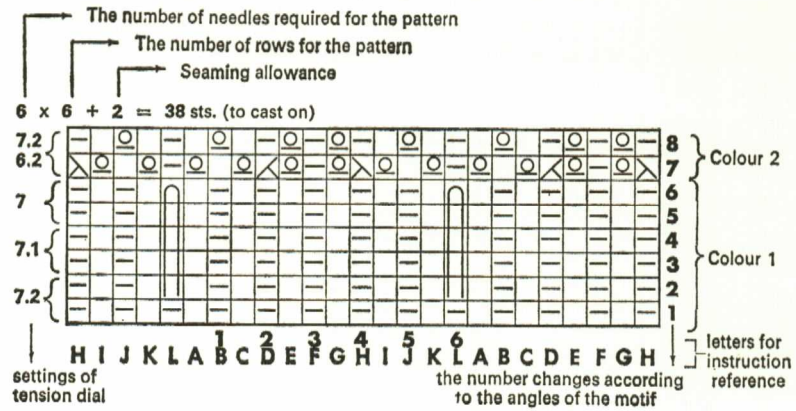 The number of needles required for the pattern
The number of rows for the pattern
Seaming allowance
6 x 6 + 2 = 38 sts. (to cast on)
7.2
6.2
7
7.1
7.2
8
7
6
5
4
3
2
1
Colour 2
Colour 1
1 2 3 4 5 6
H I J K L A B C D E F G H I J K L A B C D E F G H
letters for
instruction
reference
settings of
tension dial
the number changes according
to the angles of the motif